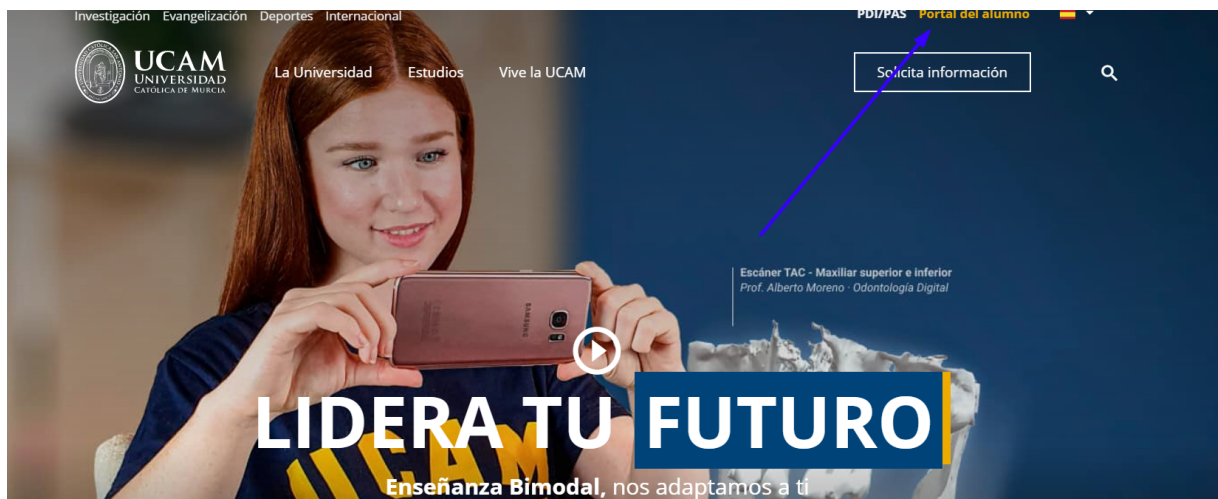 Investigación Evangelización Deportes Internacional
PDI/PAS Portal del alumno
UCAM
UNIVERSIDAD
CATÓLICA DE MURCIA
La Universidad Estudios Vive la UCAM
Solicita información
SAMSUNG
Escáner TAC - Maxiliar superior e inferior
Prof. Alberto Moreno · Odontología Digital
LIDERA TU FUTURO
UCAM
Enseñanza Bimodal, nos adaptamos a ti